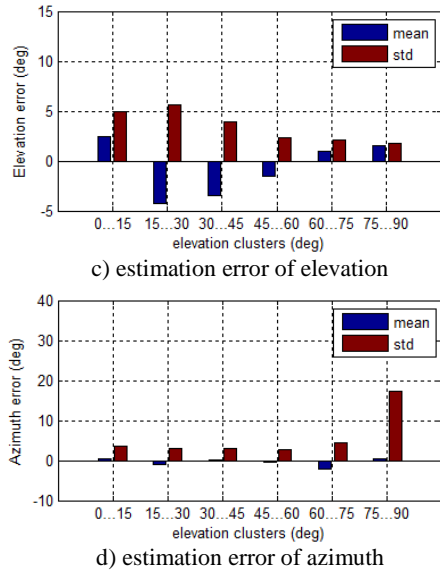 15
10
5
0
-5
Elevation error (deg)
mean
std
0...15 15...30 30...45 45...60 60...75 75...90
elevation clusters (deg)
c) estimation error of elevation
40
30
20
10
0
-10
Azimuth error (deg)
mean
std
0...15 15...30 30...45 45...60 60...75 75...90
elevation clusters (deg)
d) estimation error of azimuth